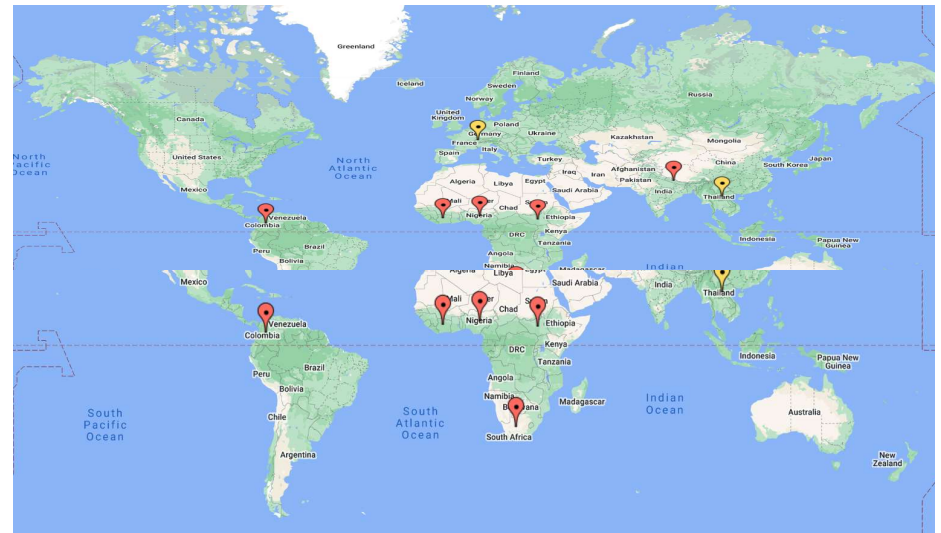 Greenland
Iceland
Finland
Sweden
Norway
Russia
Canada
United
Kingdom
Poland
Germany
Ukraine
Kazakhstan
Mongolia
France
Italy
Spain
Turkey
North
Pacific
Ocean
United States
North
Atlantic
Ocean
Iraq
Iran
Afghanistan
Pakistan
China
South Korea
Japan
Algeria
Libya
Egypt
Saudi Arabia
India
Mexico
Mali
Chad
Thailand
Venezuela
Colombia
Nigeria
Ethiopia
DRC
Kenya
Tanzania
Indonesia
Papua New
Peru
Brazil
Bolivia
Angola
Namibia
Libya
Madagascar
Indian
Mexico
Saudi Arabia
India
Thailand
Mali
Chad
Venezuela
Colombia
Nigeria
Ethiopia
DRC
Kenya
Tanzania
Indonesia
Papua New
Guinea
Peru
Brazil
Bolivia
Angola
Namibia
Madagascar
South
Pacific
Ocean
Chile
South
Atlantic
Ocean
Indian
Ocean
Australia
South Africa
Argentina
New
Zealand